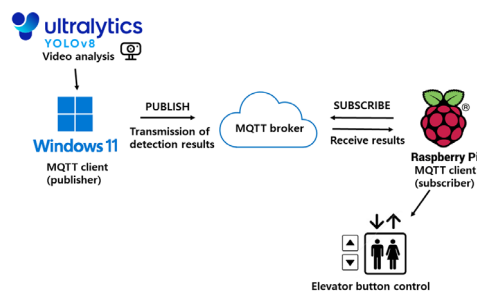 ultralytics
YOLOv8
Video analysis
PUBLISH
SUBSCRIBE
MQTT broker
Transmission of
detection results
Receive results
Windows 11
MQTT client
(publisher)
Raspberry Pi
MQTT client
(subscriber)
Elevator button control